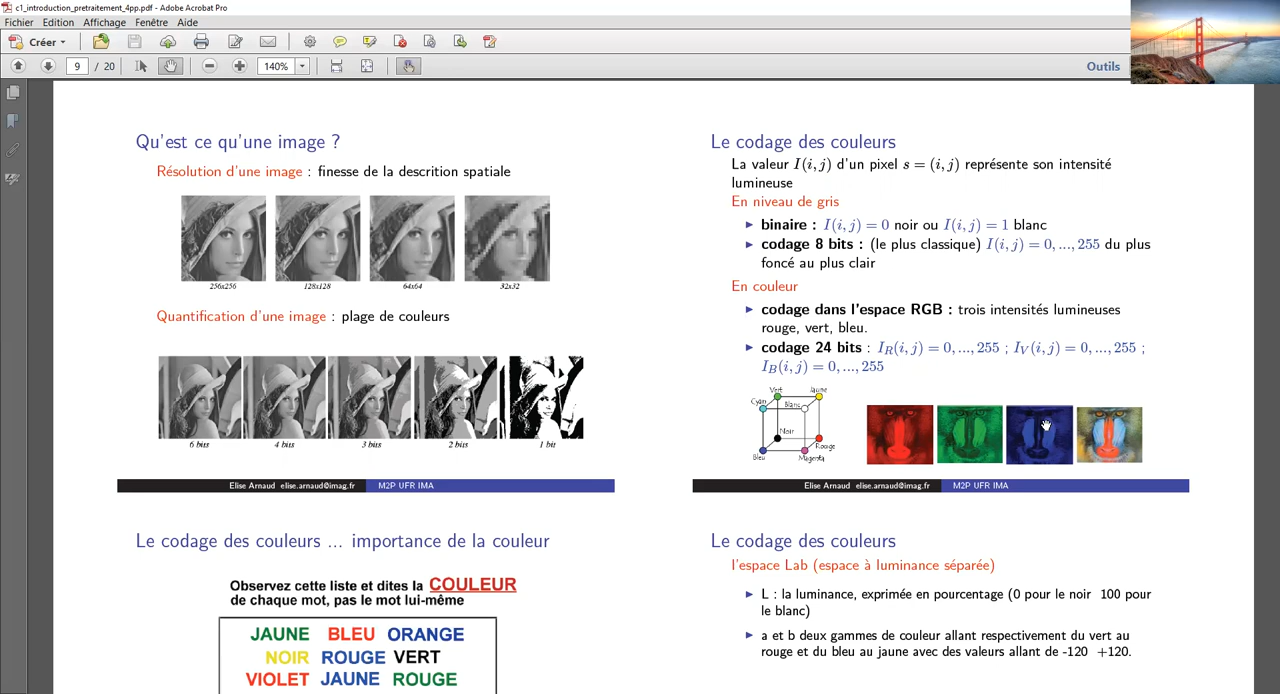 c1_introduction_pretraitement_4pp.pdf - Adobe Acrobat Pro
Fichier Edition Affichage Fenêtre Aide
Créer
9 / 20
140%
Outils
Qu'est ce qu'une image ?
Résolution d'une image : finesse de la descrition spatiale
256x256
128x128
64x64
32x32
Quantification d'une image : plage de couleurs
6 bits
4 bits
3 bits
2 bits
1 bit
Elise Arnaud elise.arnaud@imag.fr
M2P UFR IMA
Le codage des couleurs
La valeur I(i, j) d'un pixel s = (i, j) représente son intensité
lumineuse
En niveau de gris
► binaire : I(i, j) = 0 noir ou I(i, j) = 1 blanc
► codage 8 bits : (le plus classique) I(i, j) = 0, ..., 255 du plus
foncé au plus clair
En couleur
► codage dans l'espace RGB : trois intensités lumineuses
rouge, vert, bleu.
► codage 24 bits : I_R(i, j) = 0, ..., 255 ; I_V(i, j) = 0, ..., 255 ;
I_B(i, j) = 0, ..., 255
Vert
Jaune
Cyan
Blanc
Noir
Rouge
Bleu
Magenta
Elise Arnaud elise.arnaud@imag.fr
M2P UFR IMA
Le codage des couleurs ... importance de la couleur
Observez cette liste et dites la COULEUR
de chaque mot, pas le mot lui-même
JAUNE BLEU ORANGE
NOIR ROUGE VERT
VIOLET JAUNE ROUGE
Le codage des couleurs
l'espace Lab (espace à luminance séparée)
► L : la luminance, exprimée en pourcentage (0 pour le noir 100 pour
le blanc)
► a et b deux gammes de couleur allant respectivement du vert au
rouge et du bleu au jaune avec des valeurs allant de -120 +120.